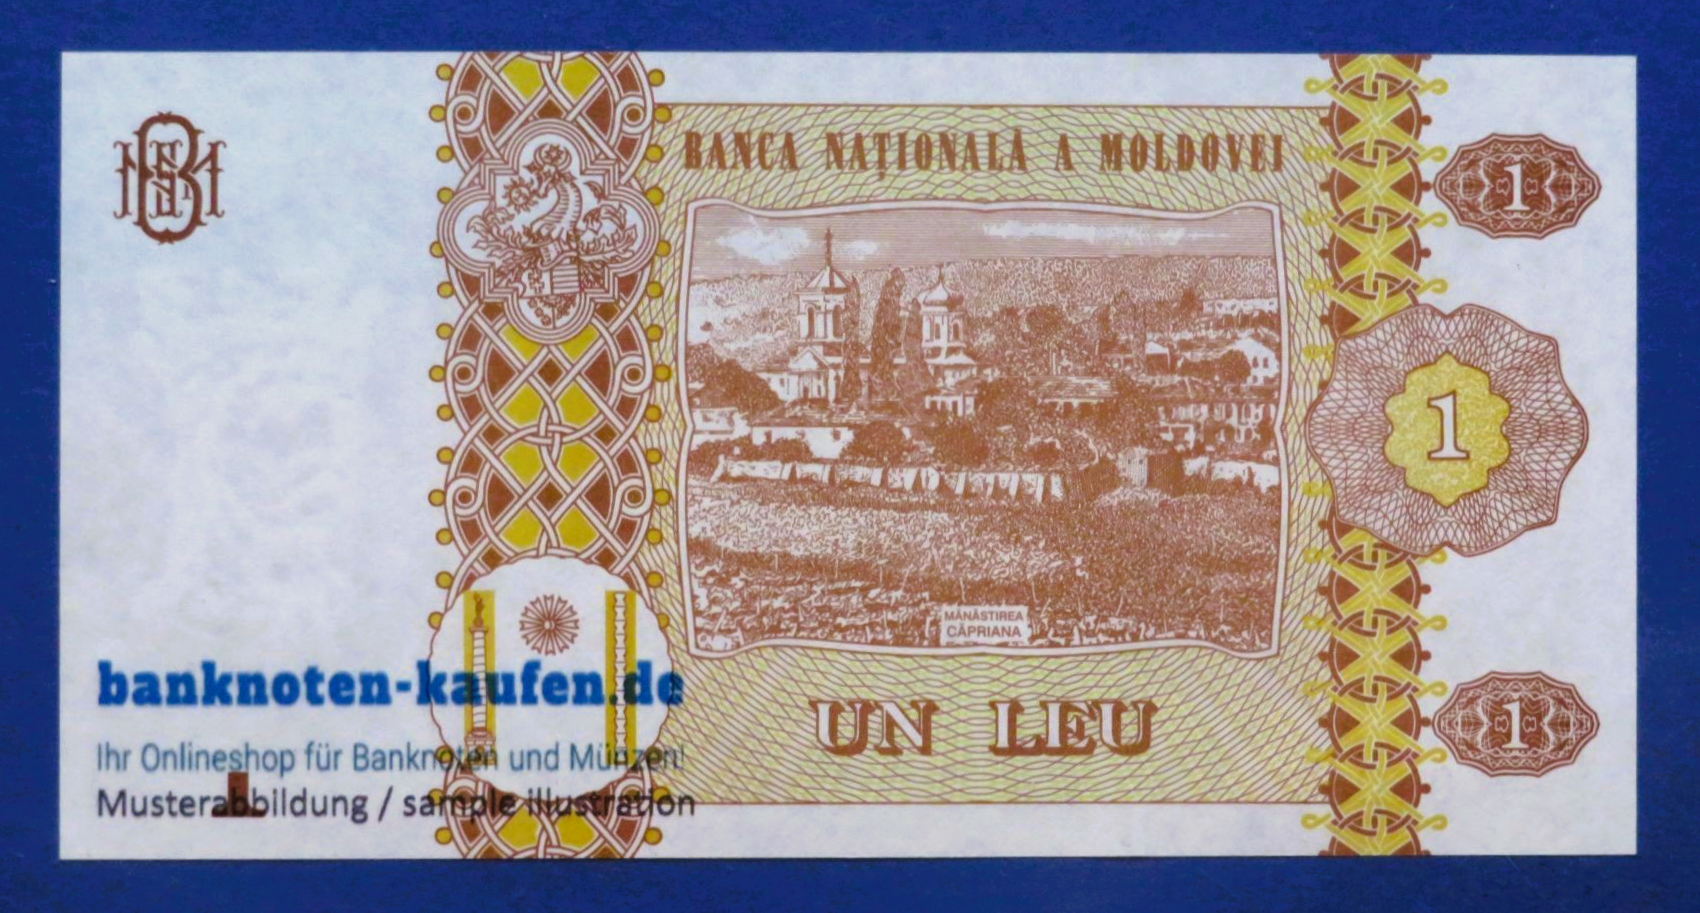 BANCA NAȚIONALĂ A MOLDOVEI
1
1
MĂNĂSTIREA
CĂPRIANA
banknoten-kaufen.de
UN LEU
1
Ihr Onlineshop für Banknoten und Münzen!
Musterabbildung / sample illustration